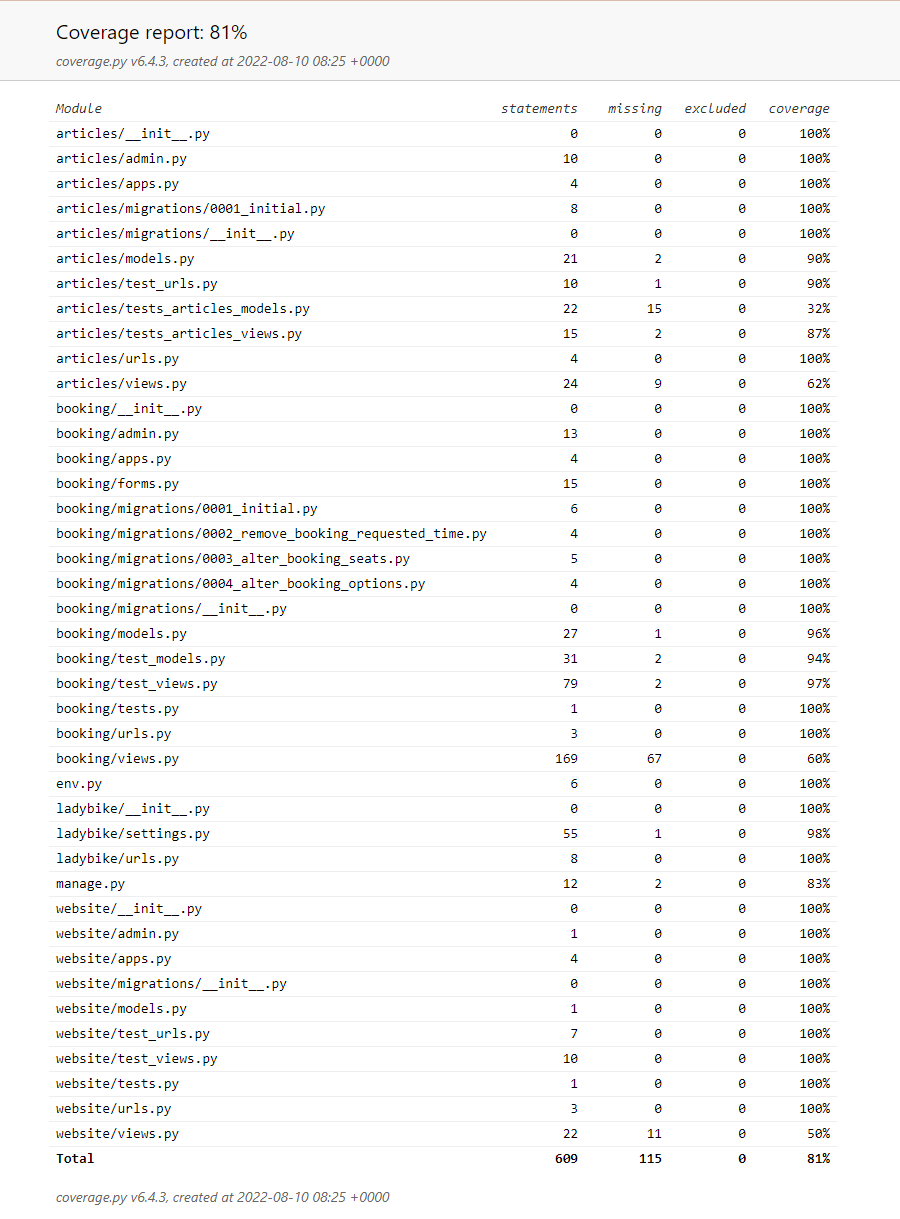 Coverage report: 81%
coverage.py v6.4.3, created at 2022-08-10 08:25 +0000
Module statements missing excluded coverage
articles/__init__.py 0 0 0 100%
articles/admin.py 10 0 0 100%
articles/apps.py 4 0 0 100%
articles/migrations/0001_initial.py 8 0 0 100%
articles/migrations/__init__.py 0 0 0 100%
articles/models.py 21 2 0 90%
articles/test_urls.py 10 1 0 90%
articles/tests_articles_models.py 22 15 0 32%
articles/tests_articles_views.py 15 2 0 87%
articles/urls.py 4 0 0 100%
articles/views.py 24 9 0 62%
booking/__init__.py 0 0 0 100%
booking/admin.py 13 0 0 100%
booking/apps.py 4 0 0 100%
booking/forms.py 15 0 0 100%
booking/migrations/0001_initial.py 6 0 0 100%
booking/migrations/0002_remove_booking_requested_time.py 4 0 0 100%
booking/migrations/0003_alter_booking_seats.py 5 0 0 100%
booking/migrations/0004_alter_booking_options.py 4 0 0 100%
booking/migrations/__init__.py 0 0 0 100%
booking/models.py 27 1 0 96%
booking/test_models.py 31 2 0 94%
booking/test_views.py 79 2 0 97%
booking/tests.py 1 0 0 100%
booking/urls.py 3 0 0 100%
booking/views.py 169 67 0 60%
env.py 6 0 0 100%
ladybike/__init__.py 0 0 0 100%
ladybike/settings.py 55 1 0 98%
ladybike/urls.py 8 0 0 100%
manage.py 12 2 0 83%
website/__init__.py 0 0 0 100%
website/admin.py 1 0 0 100%
website/apps.py 4 0 0 100%
website/migrations/__init__.py 0 0 0 100%
website/models.py 1 0 0 100%
website/test_urls.py 7 0 0 100%
website/test_views.py 10 0 0 100%
website/tests.py 1 0 0 100%
website/urls.py 3 0 0 100%
website/views.py 22 11 0 50%
Total 609 115 0 81%
coverage.py v6.4.3, created at 2022-08-10 08:25 +0000